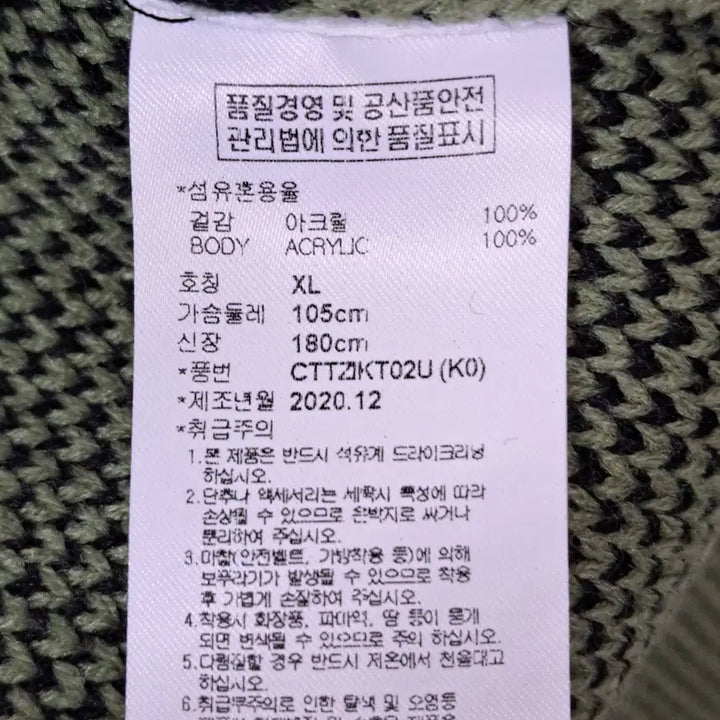 품질경영 및 공산품안전
관리법에 의한 품질표시
*섬유혼용율
겉감 아크릴 100%
BODY ACRYLIC 100%
호칭 XL
가슴둘레 105cm
신장 180cm
*품번 (K0)
*제조년월 2020.12
*취급주의
1.본 제품은 반드시 석유계 드라이크리닝
하십시오.
2.단추나 액세서리는 세탁시 특성에 따라
손상될 수 있으므로 은박지로 싸거나
분리하여 주십시오.
3.마찰(안전벨트, 가방착용 등)에 의해
보푸라기가 발생될 수 있으므로 착용
후 가볍게 손질하여 주십시오.
4.착용시 화장품, 파마약, 땀 등이 묻게
되면 변색될 수 있으므로 주의 하십시오.
5.다림질할 경우 반드시 저온에서 천을대고
하십시오.
6.취급부주의로 인한 탈색 및 오염등